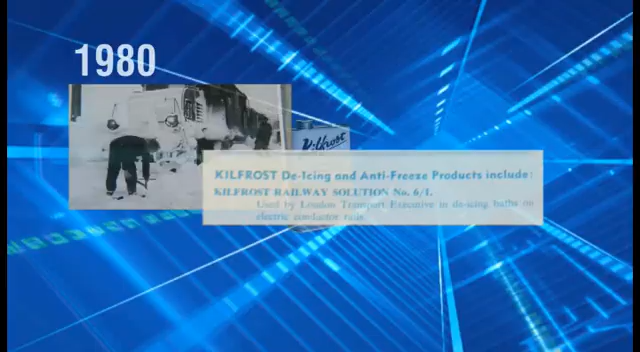 1980
Kilfrost
KILFROST De-Icing and Anti-Freeze Products include:
KILFROST RAILWAY SOLUTION No. 6/1.
Used by London Transport Executive in de-icing baths on
electric conductor rails